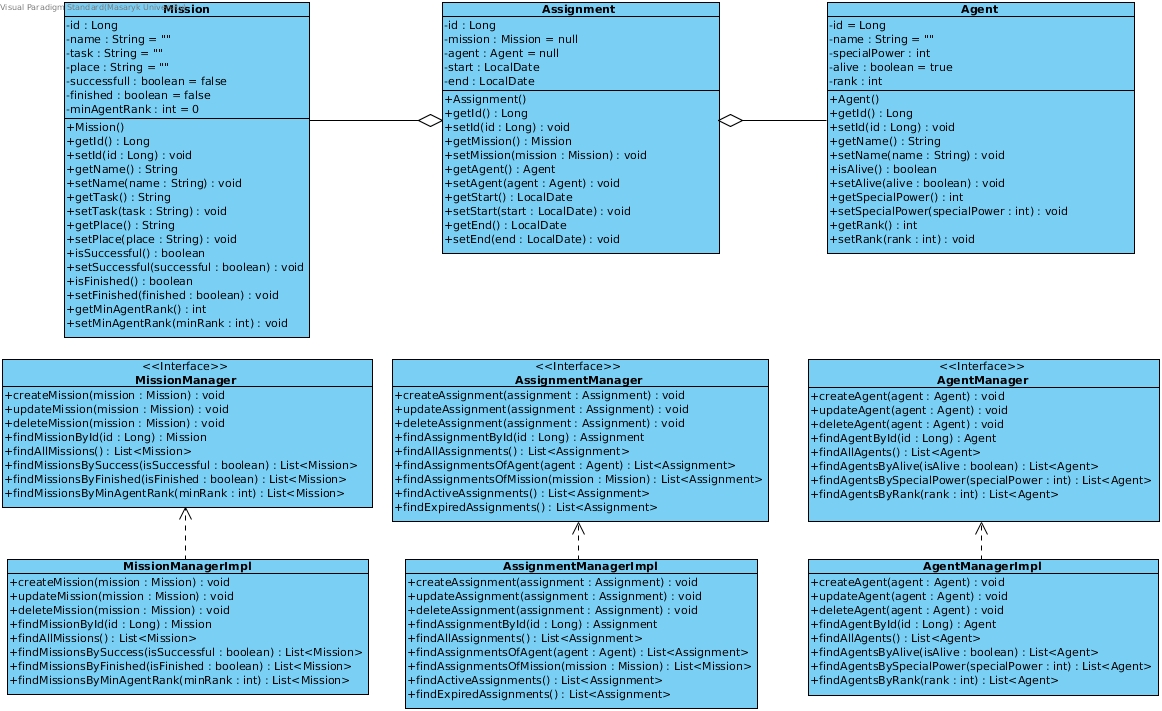 Visual Paradigm Standard(Masaryk Univer
Mission
-id : Long
-name : String = ""
-task : String = ""
-place : String = ""
-successfull : boolean = false
-finished : boolean = false
-minAgentRank : int = 0
+Mission()
+getId() : Long
+setId(id : Long) : void
+getName() : String
+setName(name : String) : void
+getTask() : String
+setTask(task : String) : void
+getPlace() : String
+setPlace(place : String) : void
+isSuccessful() : boolean
+setSuccessful(successful : boolean) : void
+isFinished() : boolean
+setFinished(finished : boolean) : void
+getMinAgentRank() : int
+setMinAgentRank(minRank : int) : void
Assignment
-id : Long
-mission : Mission = null
-agent : Agent = null
-start : LocalDate
-end : LocalDate
+Assignment()
+getId() : Long
+setId(id : Long) : void
+getMission() : Mission
+setMission(mission : Mission) : void
+getAgent() : Agent
+setAgent(agent : Agent) : void
+getStart() : LocalDate
+setStart(start : LocalDate) : void
+getEnd() : LocalDate
+setEnd(end : LocalDate) : void
Agent
-id = Long
-name : String = ""
-specialPower : int
-alive : boolean = true
-rank : int
+Agent()
+getId() : Long
+setId(id : Long) : void
+getName() : String
+setName(name : String) : void
+isAlive() : boolean
+setAlive(alive : boolean) : void
+getSpecialPower() : int
+setSpecialPower(specialPower : int) : void
+getRank() : int
+setRank(rank : int) : void
<<Interface>>
MissionManager
+createMission(mission : Mission) : void
+updateMission(mission : Mission) : void
+deleteMission(mission : Mission) : void
+findMissionById(id : Long) : Mission
+findAllMissions() : List<Mission>
+findMissionsBySuccess(isSuccessful : boolean) : List<Mission>
+findMissionsByFinished(isFinished : boolean) : List<Mission>
+findMissionsByMinAgentRank(minRank : int) : List<Mission>
<<Interface>>
AssignmentManager
+createAssignment(assignment : Assignment) : void
+updateAssignment(assignment : Assignment) : void
+deleteAssignment(assignment : Assignment) : void
+findAssignmentById(id : Long) : Assignment
+findAllAssignments() : List<Assignment>
+findAssignmentsOfAgent(agent : Agent) : List<Assignment>
+findAssignmentsOfMission(mission : Mission) : List<Assignment>
+findActiveAssignments() : List<Assignment>
+findExpiredAssignments() : List<Assignment>
<<Interface>>
AgentManager
+createAgent(agent : Agent) : void
+updateAgent(agent : Agent) : void
+deleteAgent(agent : Agent) : void
+findAgentById(id : Long) : Agent
+findAllAgents() : List<Agent>
+findAgentsByAlive(isAlive : boolean) : List<Agent>
+findAgentsBySpecialPower(specialPower : int) : List<Agent>
+findAgentsByRank(rank : int) : List<Agent>
MissionManagerImpl
+createMission(mission : Mission) : void
+updateMission(mission : Mission) : void
+deleteMission(mission : Mission) : void
+findMissionById(id : Long) : Mission
+findAllMissions() : List<Mission>
+findMissionsBySuccess(isSuccessful : boolean) : List<Mission>
+findMissionsByFinished(isFinished : boolean) : List<Mission>
+findMissionsByMinAgentRank(minRank : int) : List<Mission>
AssignmentManagerImpl
+createAssignment(assignment : Assignment) : void
+updateAssignment(assignment : Assignment) : void
+deleteAssignment(assignment : Assignment) : void
+findAssignmentById(id : Long) : Assignment
+findAllAssignments() : List<Assignment>
+findAssignmentsOfAgent(agent : Agent) : List<Assignment>
+findAssignmentsOfMission(mission : Mission) : List<Mission>
+findActiveAssignments() : List<Assignment>
+findExpiredAssignments() : List<Assignment>
AgentManagerImpl
+createAgent(agent : Agent) : void
+updateAgent(agent : Agent) : void
+deleteAgent(agent : Agent) : void
+findAgentById(id : Long) : Agent
+findAllAgents() : List<Agent>
+findAgentsByAlive(isAlive : boolean) : List<Agent>
+findAgentsBySpecialPower(specialPower : int) : List<Agent>
+findAgentsByRank(rank : int) : List<Agent>